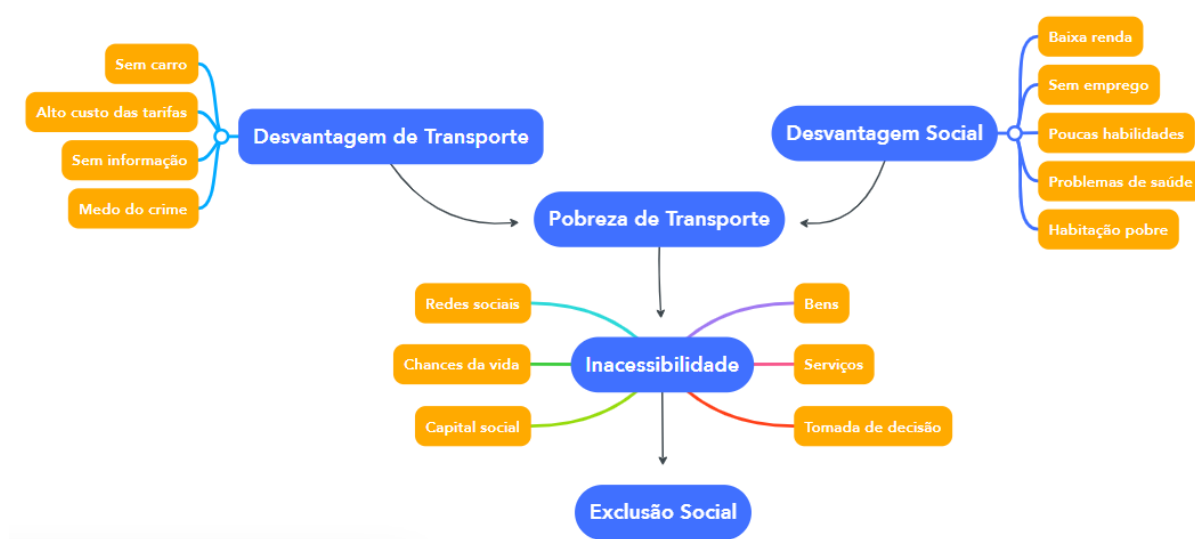 Sem carro
Alto custo das tarifas
Sem informação
Medo do crime
Desvantagem de Transporte
Desvantagem Social
Baixa renda
Sem emprego
Poucas habilidades
Problemas de saúde
Habitação pobre
Pobreza de Transporte
Redes sociais
Chances da vida
Capital social
Inacessibilidade
Bens
Serviços
Tomada de decisão
Exclusão Social